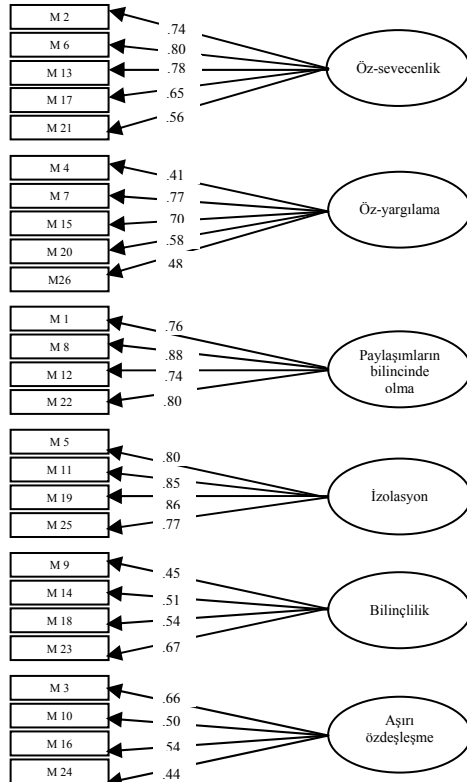 M 2
M 6
M 13
M 17
M 21
.74
.80
.78
.65
.56
Öz-sevecenlik
M 4
M 7
M 15
M 20
M26
.41
.77
70
.58
48
Öz-yargılama
M 1
M 8
M 12
M 22
.76
.88
.74
.80
Paylaşımların
bilincinde
olma
M 5
M 11
M 19
M 25
.80
.85
86
.77
İzolasyon
M 9
M 14
M 18
M 23
.45
.51
.54
.67
Bilinçlilik
M 3
M 10
M 16
M 24
.66
.50
54
.44
Aşırı
özdeşleşme